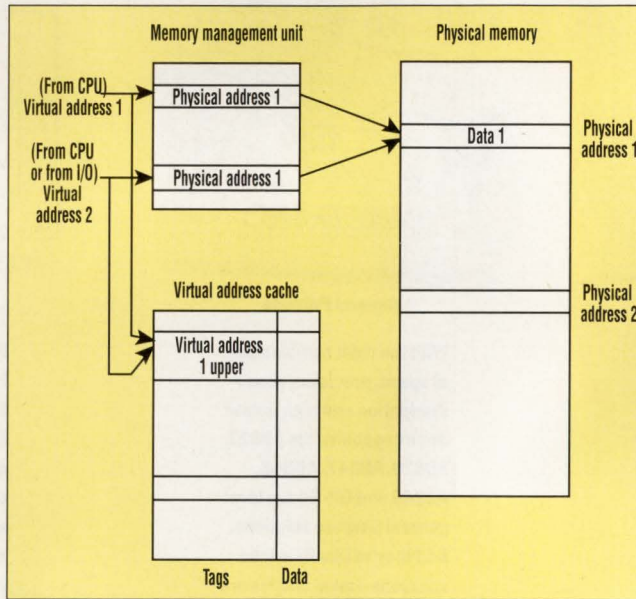 Memory management unit
Physical memory
(From CPU)
Virtual address 1
Physical address 1
(From CPU
or from I/O)
Virtual
address 2
Physical address 1
Data 1
Physical
address 1
Physical
address 2
Virtual address cache
Virtual address
1 upper
Tags
Data